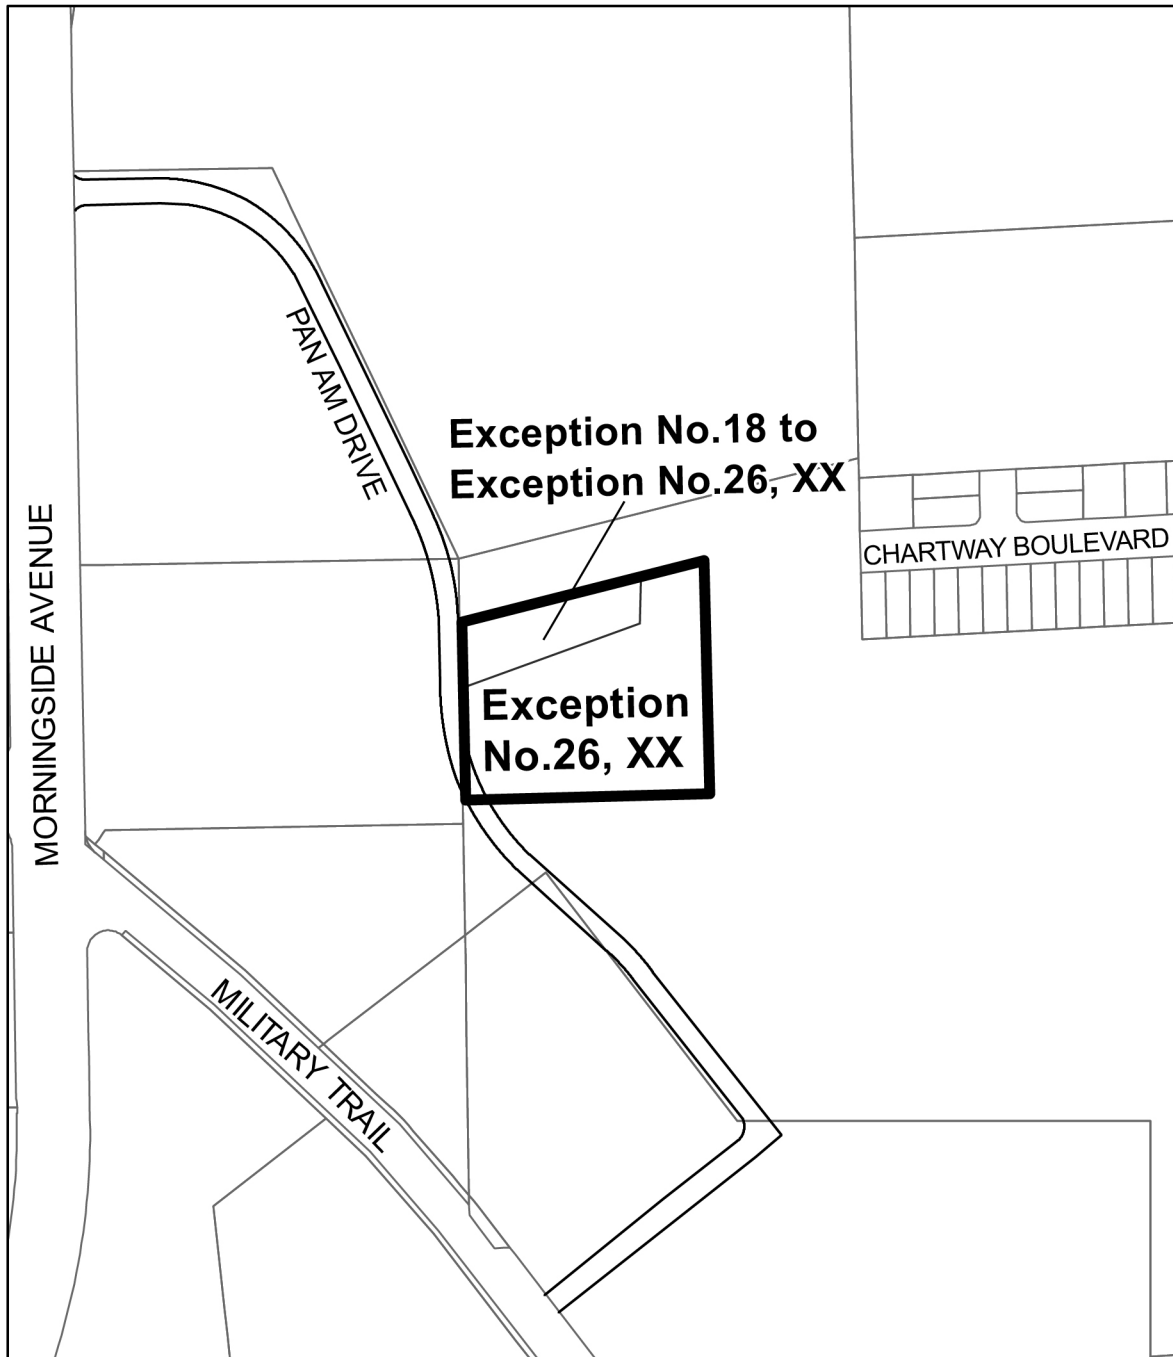 PAN AM DRIVE
Exception No.18 to
Exception No.26, XX
CHARTWAY BOULEVARD
MORNINGSIDE AVENUE
Exception
No.26, XX
MILITARY TRAIL